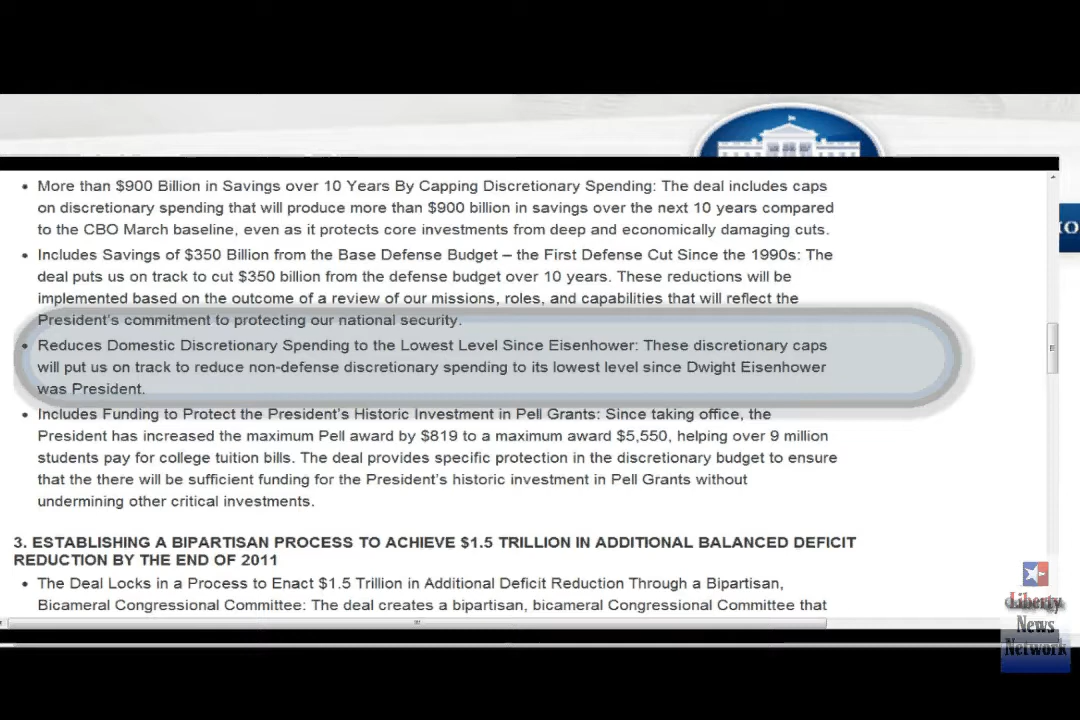 More than $900 Billion in Savings over 10 Years By Capping Discretionary Spending: The deal includes caps
on discretionary spending that will produce more than $900 billion in savings over the next 10 years compared
to the CBO March baseline, even as it protects core investments from deep and economically damaging cuts.
Includes Savings of $350 Billion from the Base Defense Budget – the First Defense Cut Since the 1990s: The
deal puts us on track to cut $350 billion from the defense budget over 10 years. These reductions will be
implemented based on the outcome of a review of our missions, roles, and capabilities that will reflect the
President's commitment to protecting our national security.
Reduces Domestic Discretionary Spending to the Lowest Level Since Eisenhower: These discretionary caps
will put us on track to reduce non-defense discretionary spending to its lowest level since Dwight Eisenhower
was President.
Includes Funding to Protect the President's Historic Investment in Pell Grants: Since taking office, the
President has increased the maximum Pell award by $819 to a maximum award $5,550, helping over 9 million
students pay for college tuition bills. The deal provides specific protection in the discretionary budget to ensure
that the there will be sufficient funding for the President's historic investment in Pell Grants without
undermining other critical investments.
3. ESTABLISHING A BIPARTISAN PROCESS TO ACHIEVE $1.5 TRILLION IN ADDITIONAL BALANCED DEFICIT
REDUCTION BY THE END OF 2011
The Deal Locks in a Process to Enact $1.5 Trillion in Additional Deficit Reduction Through a Bipartisan,
Bicameral Congressional Committee: The deal creates a bipartisan, bicameral Congressional Committee that
Liberty
News
Network